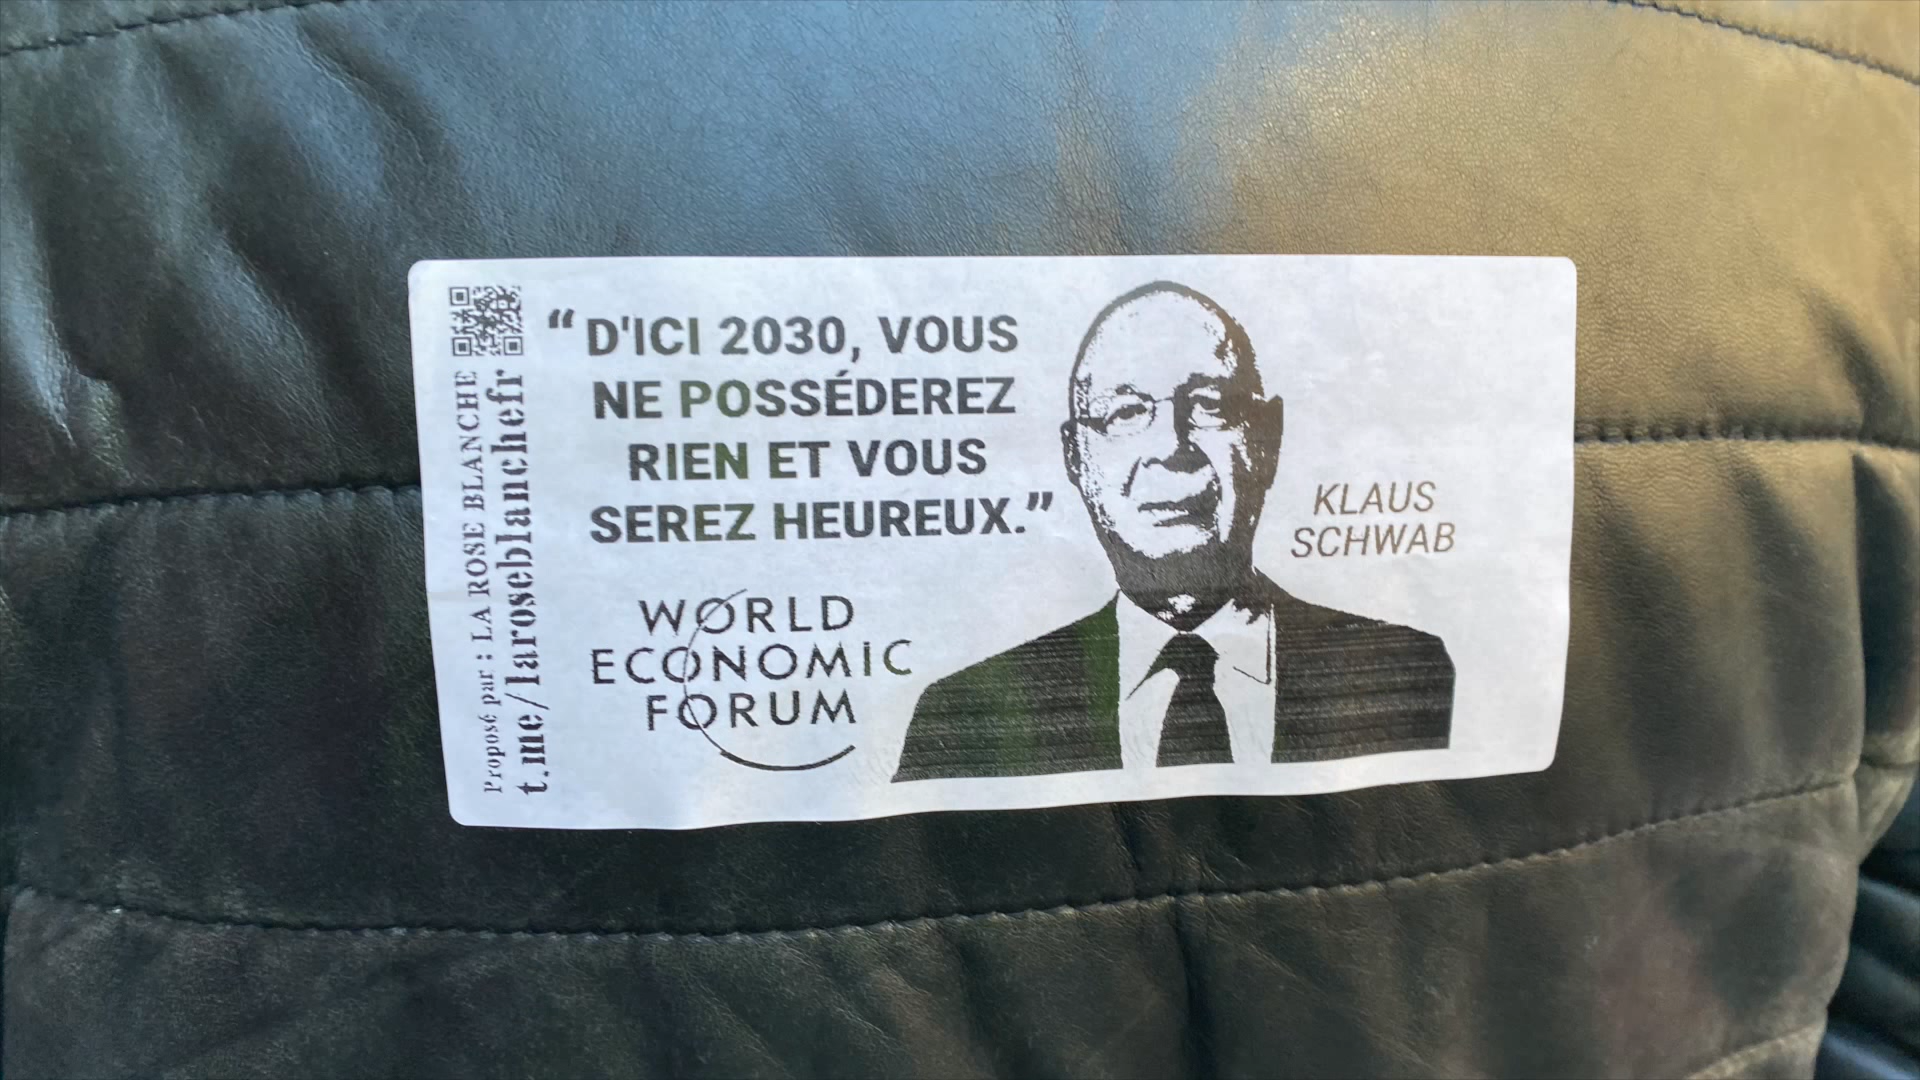 “ D'ICI 2030, VOUS
NE POSSÉDEREZ
RIEN ET VOUS
SEREZ HEUREUX.”
KLAUS
SCHWAB
WORLD
ECONOMIC
FORUM
Proposé par : LA ROSE BLANCHE
t.me/laroseblanchefr